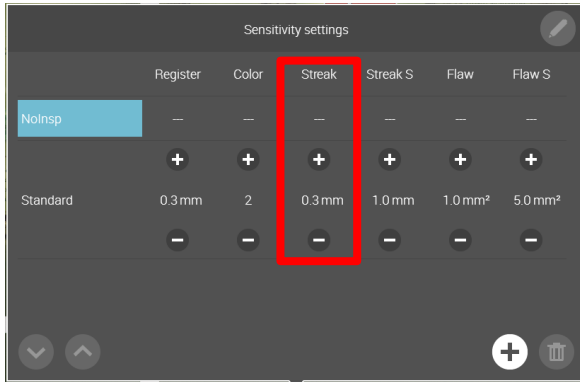 Sensitivity settings
Register Color Streak Streak S Flaw Flaw S
NoInsp --- --- --- --- --- ---
Standard 0.3 mm 2 0.3 mm 1.0 mm 1.0 mm² 5.0 mm²